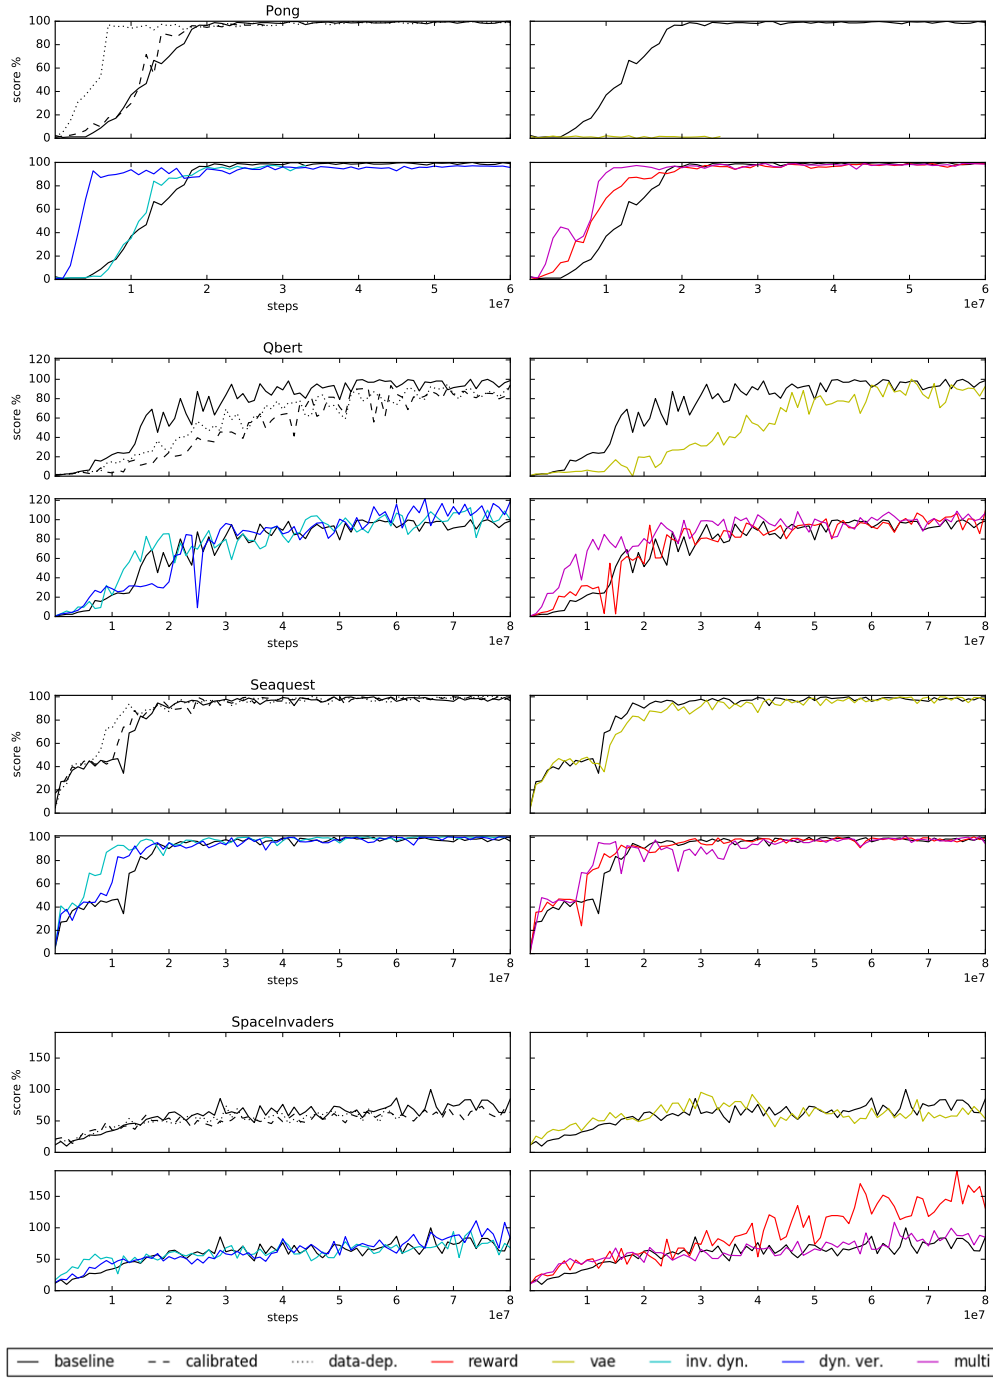 Pong
score %
100
80
60
40
20
0
100
80
60
40
20
0
1 2 3 4 5 6
1 2 3 4 5 6
steps
1e7
1e7
Qbert
score %
120
100
80
60
40
20
0
120
100
80
60
40
20
0
1 2 3 4 5 6 7 8
1 2 3 4 5 6 7 8
steps
1e7
1e7
Seaquest
score %
100
80
60
40
20
0
100
80
60
40
20
0
1 2 3 4 5 6 7 8
1 2 3 4 5 6 7 8
steps
1e7
1e7
SpaceInvaders
score %
150
100
50
0
150
100
50
0
1 2 3 4 5 6 7 8
1 2 3 4 5 6 7 8
steps
1e7
1e7
baseline calibrated data-dep. reward vae inv. dyn. dyn. ver. multi